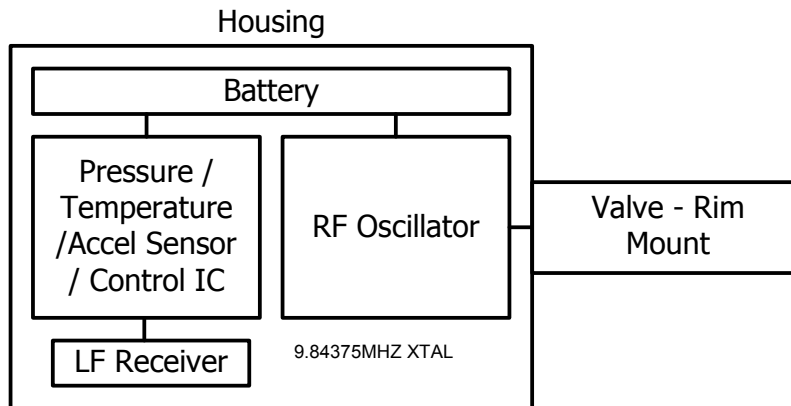 Housing
Battery
Pressure /
Temperature
/Accel Sensor
/ Control IC
RF Oscillator
Valve - Rim
Mount
LF Receiver
9.84375MHZ XTAL